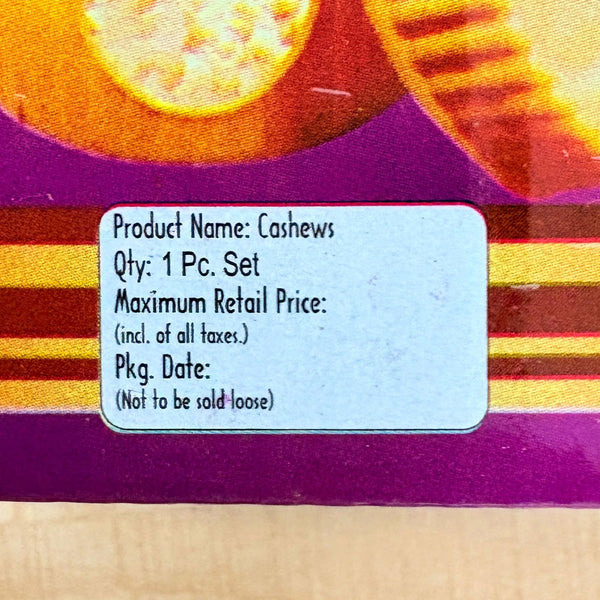 Product Name: Cashews
Qty: 1 Pc. Set
Maximum Retail Price:
(incl. of all taxes.)
Pkg. Date:
(Not to be sold loose)